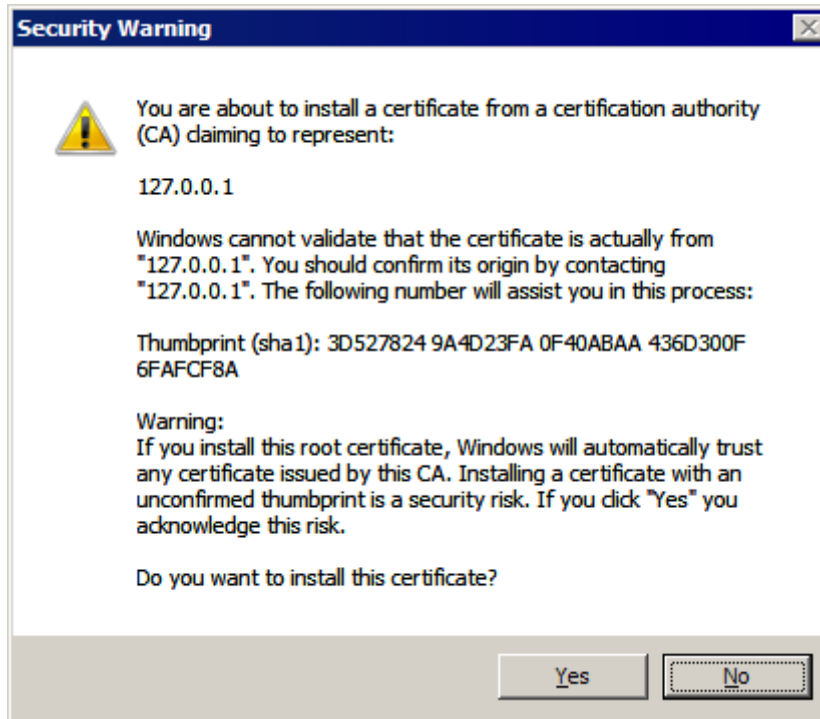 Security Warning
You are about to install a certificate from a certification authority
(CA) claiming to represent:
127.0.0.1
Windows cannot validate that the certificate is actually from
"127.0.0.1". You should confirm its origin by contacting
"127.0.0.1". The following number will assist you in this process:
Thumbprint (sha1): 3D527824 9A4D23FA 0F40ABAA 436D300F
6FAFCF8A
Warning:
If you install this root certificate, Windows will automatically trust
any certificate issued by this CA. Installing a certificate with an
unconfirmed thumbprint is a security risk. If you click "Yes" you
acknowledge this risk.
Do you want to install this certificate?
Yes
No